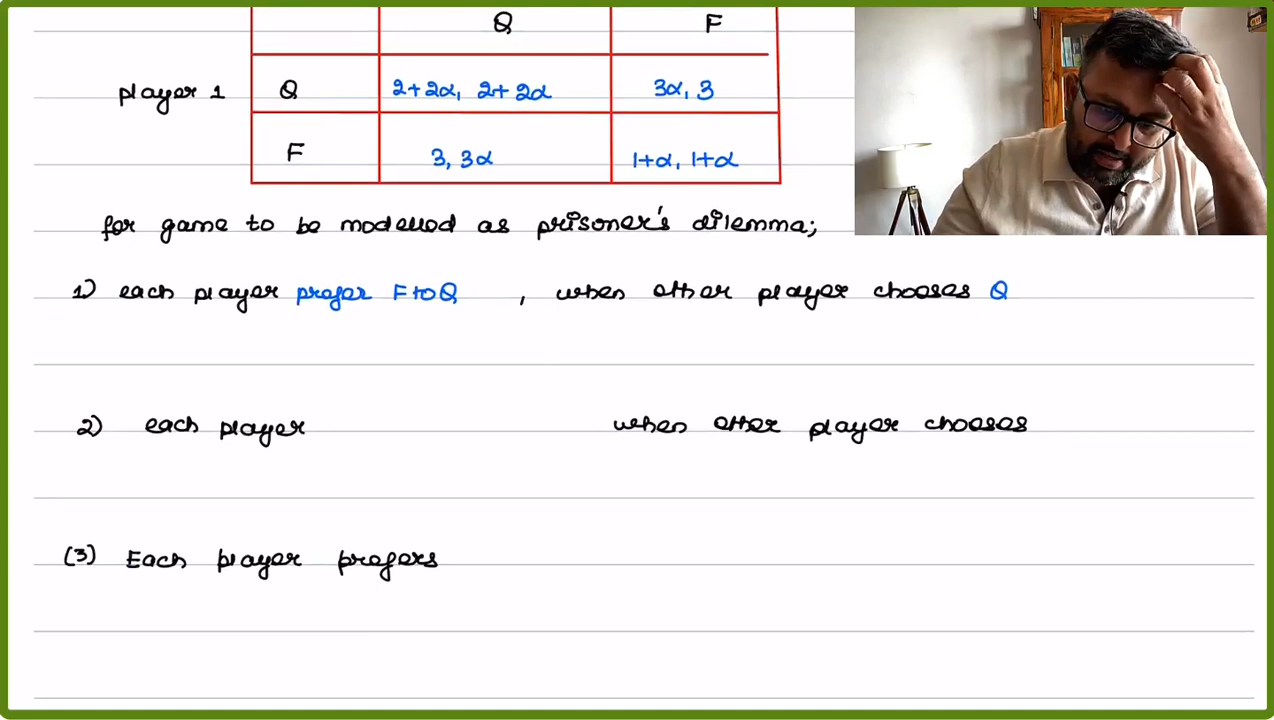 Q F
player 1 Q 2+2α, 2+2α 3α, 3
F 3, 3α 1+α, 1+α
for game to be modelled as prisoner's dilemma;
1) each player prefer F to Q , when other player chooses Q
2) each player when other player chooses
(3) Each player prefers